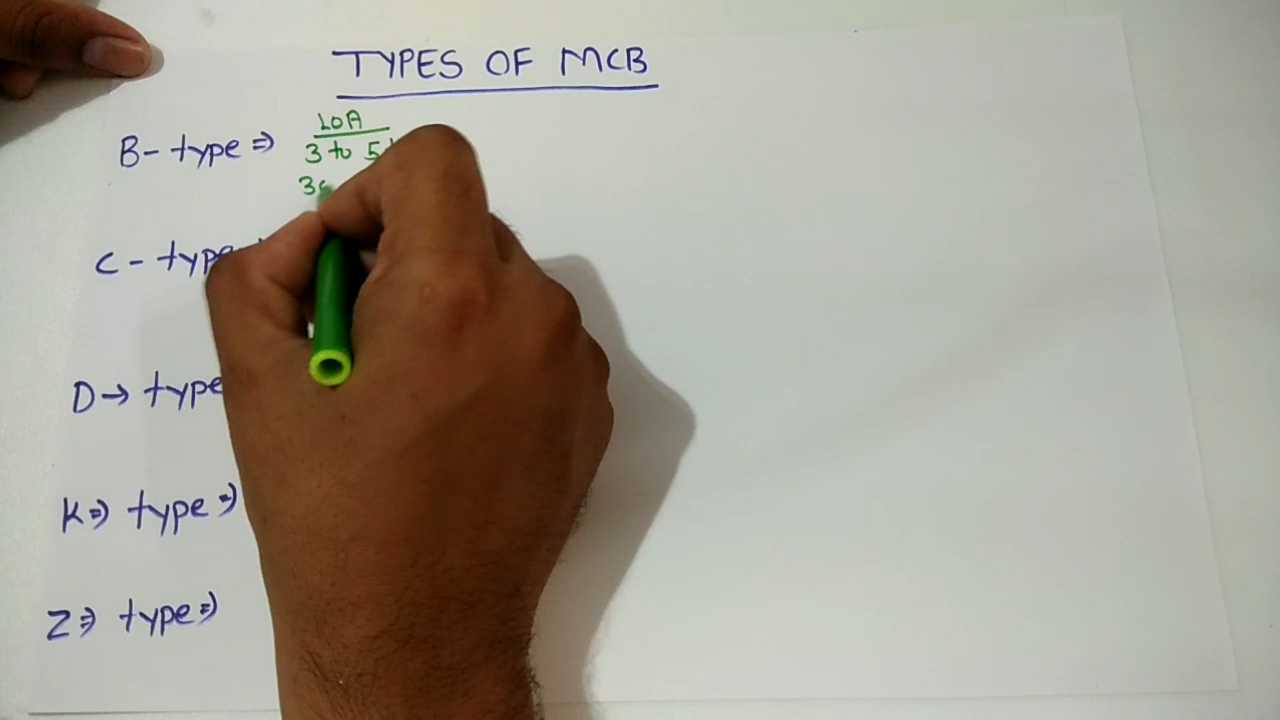 TYPES OF MCB
10A
B- type ⇒ 3 to 5
C - type
D → type
K ⇒ type ⇒
Z ⇒ type ⇒